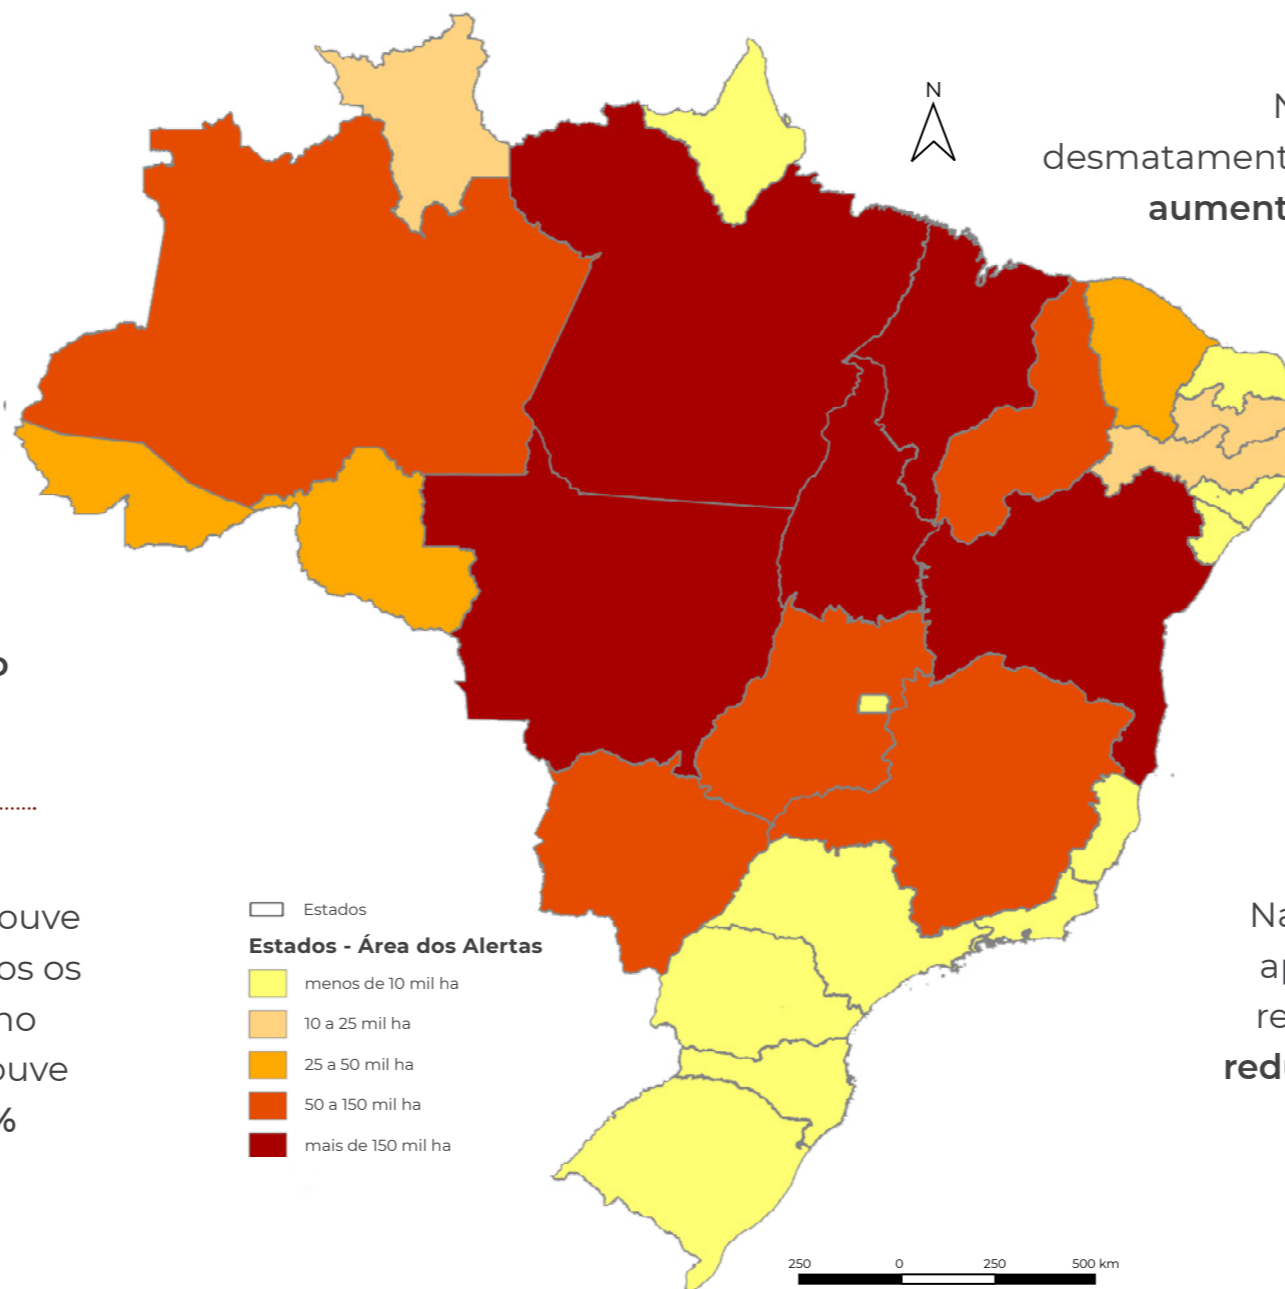 N
N
desmatament
aument
o
ouve
os os
no
ouve
%
Estados
Estados - Área dos Alertas
menos de 10 mil ha
10 a 25 mil ha
25 a 50 mil ha
50 a 150 mil ha
mais de 150 mil ha
Na
ap
re
redu
250 0 250 500 km